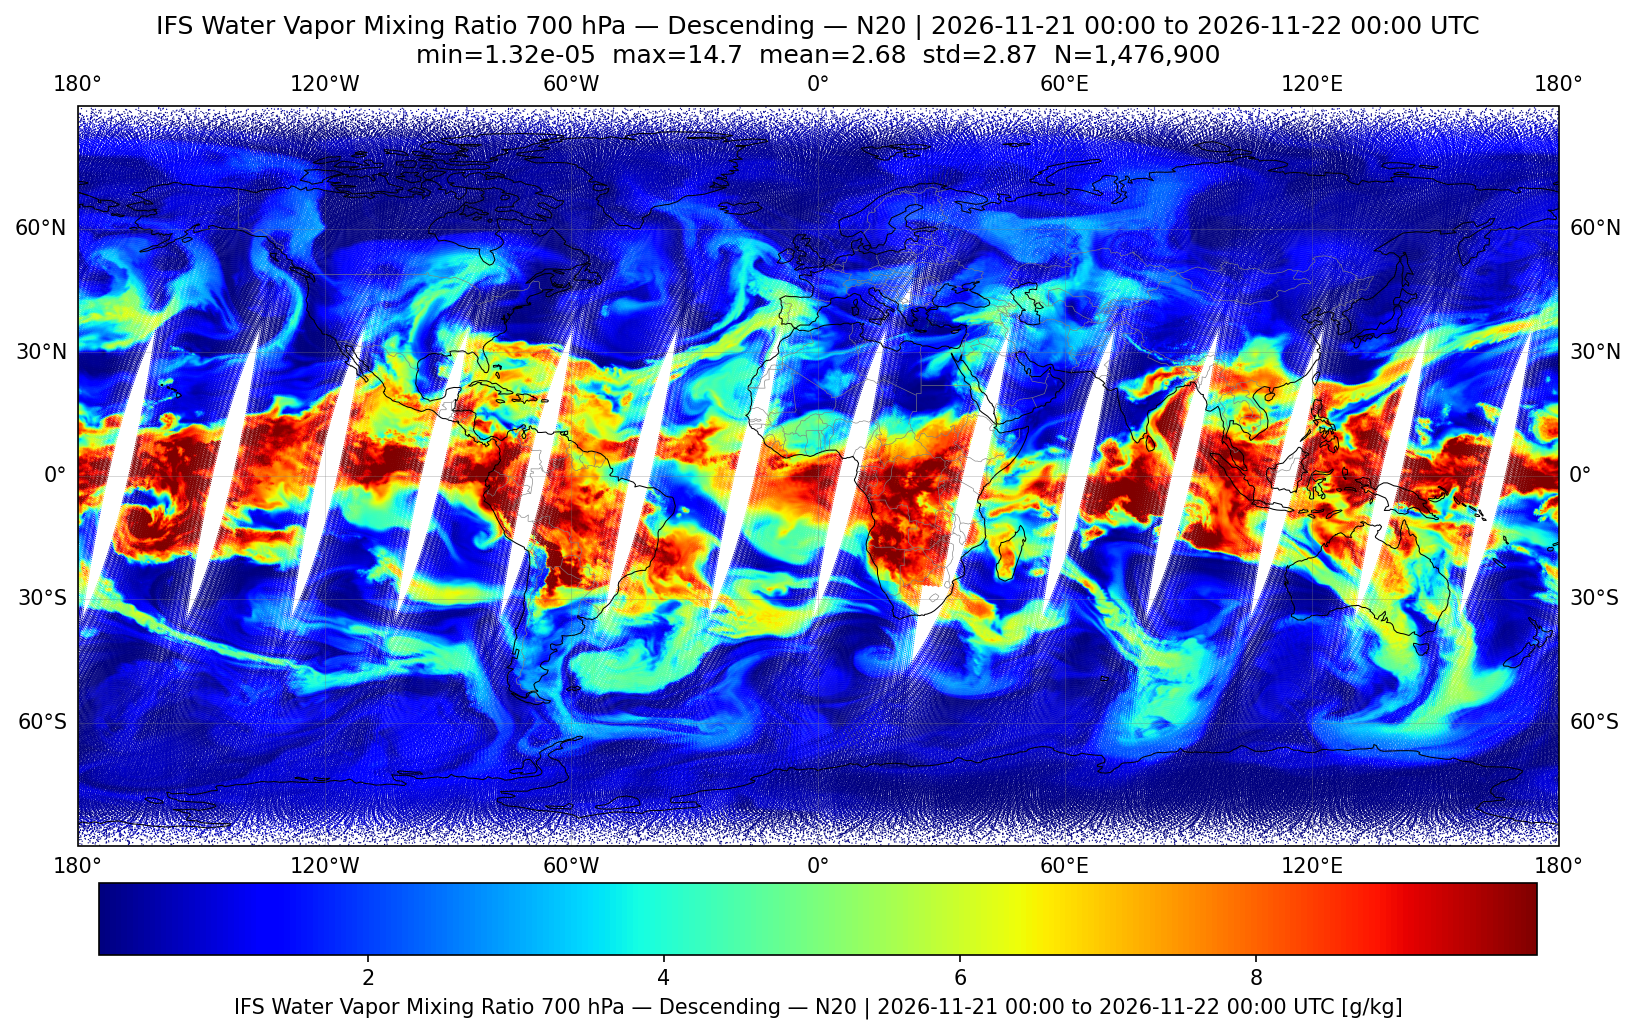 IFS Water Vapor Mixing Ratio 700 hPa — Descending — N20 | 2026-11-21 00:00 to 2026-11-22 00:00 UTC
min=1.32e-05 max=14.7 mean=2.68 std=2.87 N=1,476,900
180° 120°W 60°W 0° 60°E 120°E 180°
60°N 60°N
30°N 30°N
0° 0°
30°S 30°S
60°S 60°S
180° 120°W 60°W 0° 60°E 120°E 180°
2 4 6 8
IFS Water Vapor Mixing Ratio 700 hPa — Descending — N20 | 2026-11-21 00:00 to 2026-11-22 00:00 UTC [g/kg]